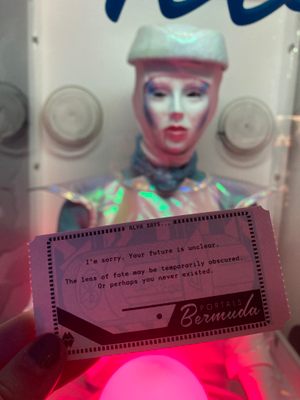 ALVA SAYS...
I'm sorry. Your future is unclear.
The lens of fate may be temporarily obscured.
Or perhaps you never existed.
PORTALS
Bermuda